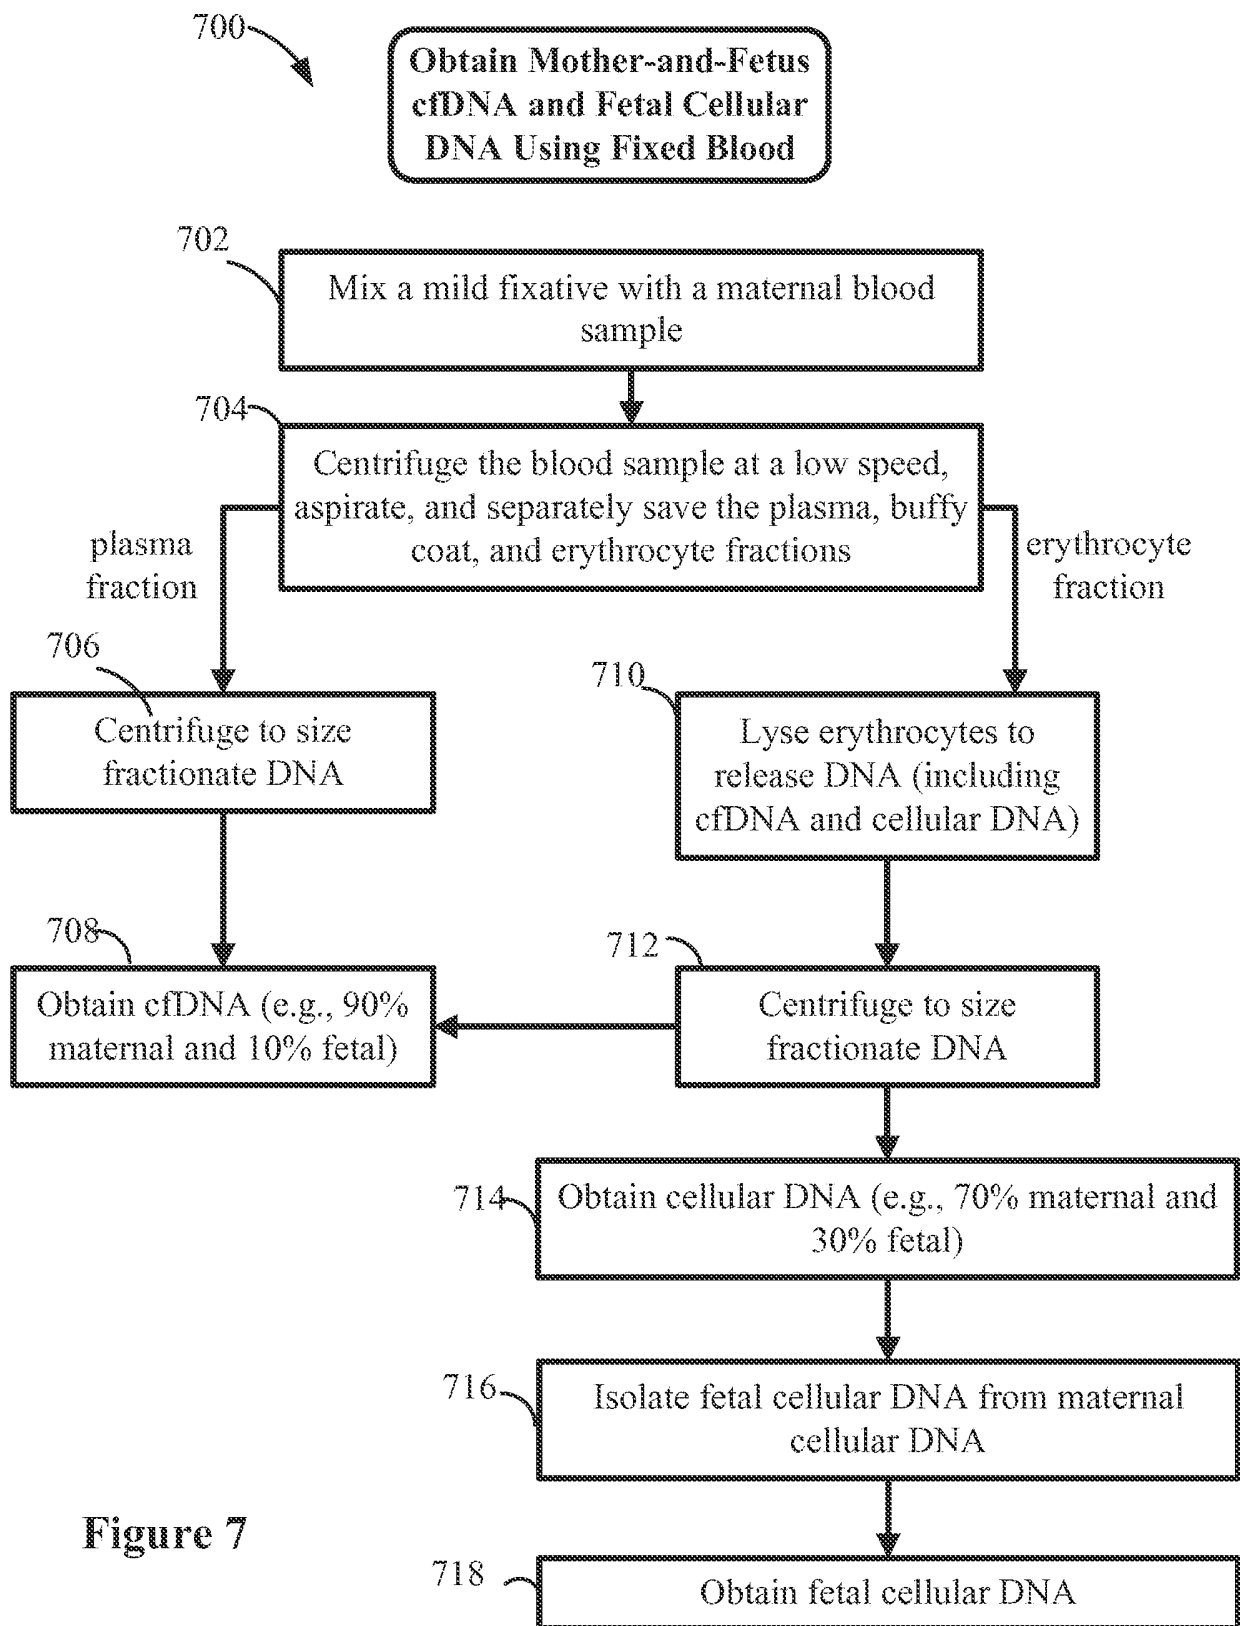 700
Obtain Mother-and-Fetus
cfDNA and Fetal Cellular
DNA Using Fixed Blood
702
Mix a mild fixative with a maternal blood
sample
704
Centrifuge the blood sample at a low speed,
aspirate, and separately save the plasma, buffy
coat, and erythrocyte fractions
plasma
fraction
erythrocyte
fraction
706
Centrifuge to size
fractionate DNA
710
Lyse erythrocytes to
release DNA (including
cfDNA and cellular DNA)
708
Obtain cfDNA (e.g., 90%
maternal and 10% fetal)
712
Centrifuge to size
fractionate DNA
714
Obtain cellular DNA (e.g., 70% maternal and
30% fetal)
716
Isolate fetal cellular DNA from maternal
cellular DNA
Figure 7
718
Obtain fetal cellular DNA